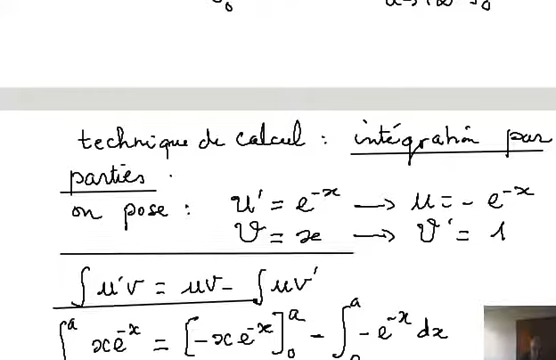 technique de calcul : intégration par
parties .
on pose : u' = e^{-x} → u = - e^{-x}
v = x → v' = 1
∫ u'v = uv - ∫ uv'
∫_0^a xe^{-x} = [-xe^{-x}]_0^a - ∫_0^a -e^{-x} dx